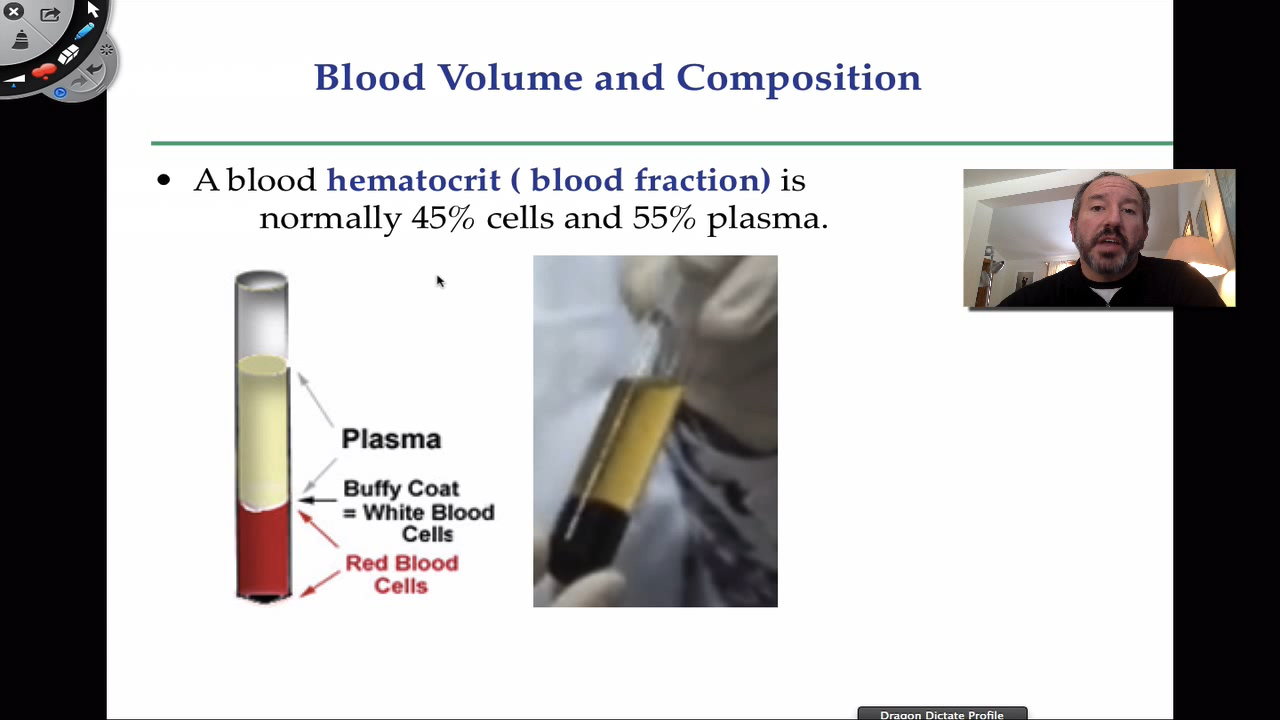 Blood Volume and Composition
• A blood hematocrit ( blood fraction) is
normally 45% cells and 55% plasma.
Plasma
Buffy Coat
= White Blood
Cells
Red Blood
Cells
Dragon Dictate Profile